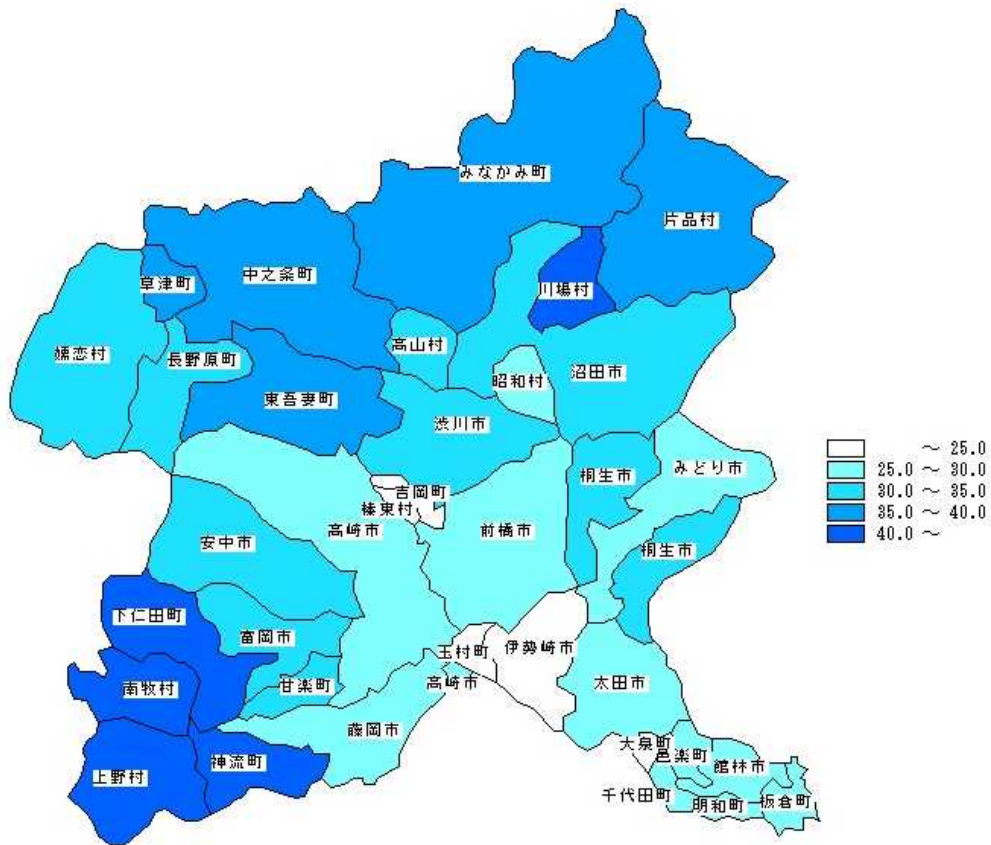 みなかみ町
片品村
中之条町
草津町
川場村
高山村
嬬恋村
長野原町
昭和村
沼田市
東吾妻町
渋川市
みどり市
桐生市
吉岡町
榛東村
高崎市
前橋市
安中市
桐生市
下仁田町
富岡市
玉村町
伊勢崎市
南牧村
甘楽町
高崎市
太田市
藤岡市
大泉町
邑楽町
上野村
神流町
館林市
千代田町
明和町
板倉町
～ 25.0
25.0 ～ 30.0
30.0 ～ 35.0
35.0 ～ 40.0
40.0 ～